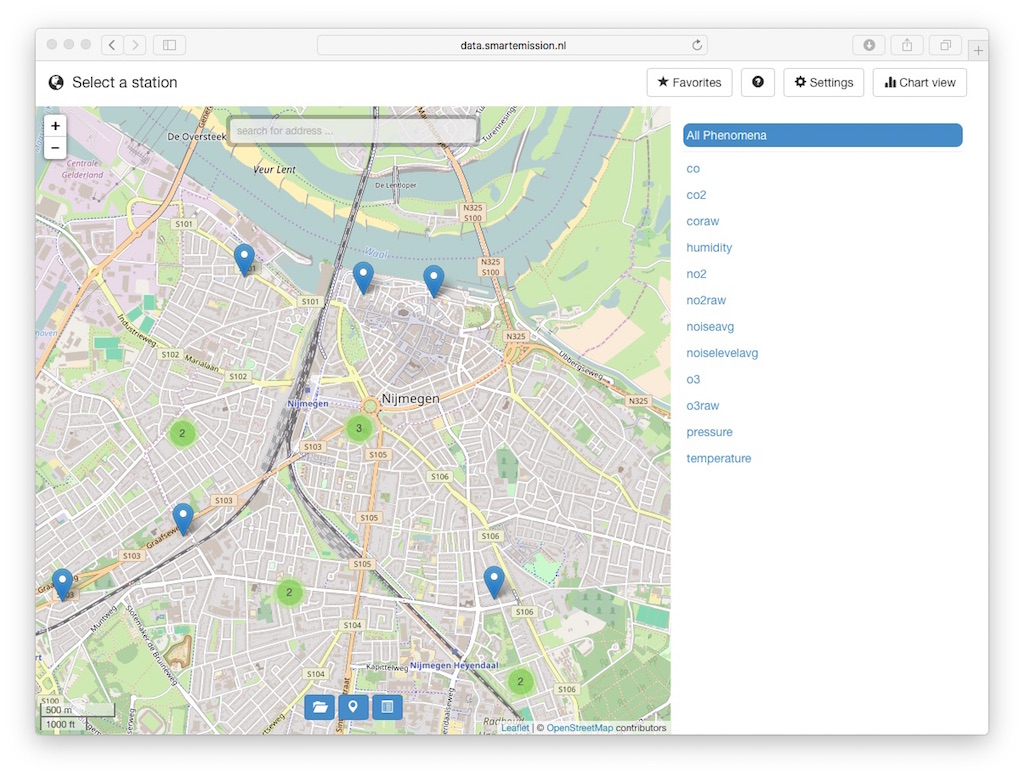 data.smartemission.nl
Select a station
Favorites
Settings
Chart view
+
−
search for address ...
De Oversteek
Veur Lent
De Lentloper
Turennesingel
Centrale Gelderland
N325
S100
S101
Waal
N325
S100
S101
N325
Ubbergseweg
Industrieweg
S102
Marialaan
S102
Nijmegen
Nijmegen
N325
2
3
S103
S105
S106
S103
Graafseweg
S105
S106
S103
S105
2
S106
Muntweg
Slotemaker de Bruineweg
S104
S104
Kapittelweg
Nijmegen Heyendaal
2
S106
S100
500 m
1000 ft
Leaflet | © OpenStreetMap contributors
All Phenomena
co
co2
coraw
humidity
no2
no2raw
noiseavg
noiselevelavg
o3
o3raw
pressure
temperature